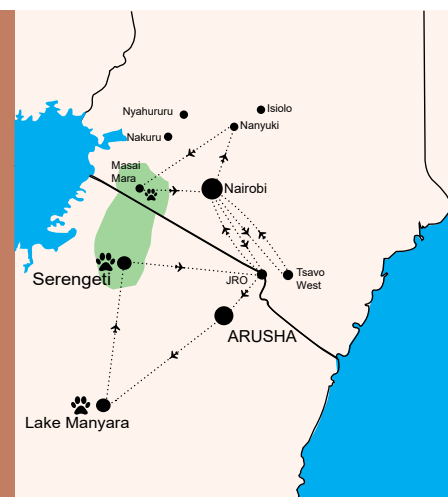 Nyahururu
Isiolo
Nanyuki
Nakuru
Masai
Mara
Nairobi
Serengeti
JRO
Tsavo
West
ARUSHA
Lake Manyara